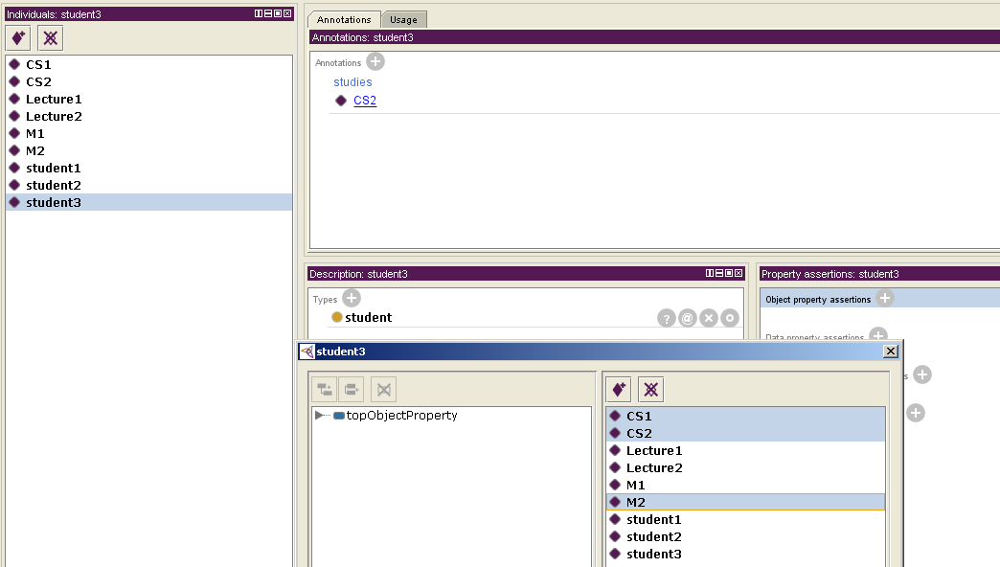 Individuals: student3
CS1
CS2
Lecture1
Lecture2
M1
M2
student1
student2
student3
Annotations Usage
Annotations: student3
Annotations
studies
CS2
Description: student3
Types
student
Property assertions: student3
Object property assertions
Data property assertions
s
student3
topObjectProperty
CS1
CS2
Lecture1
Lecture2
M1
M2
student1
student2
student3